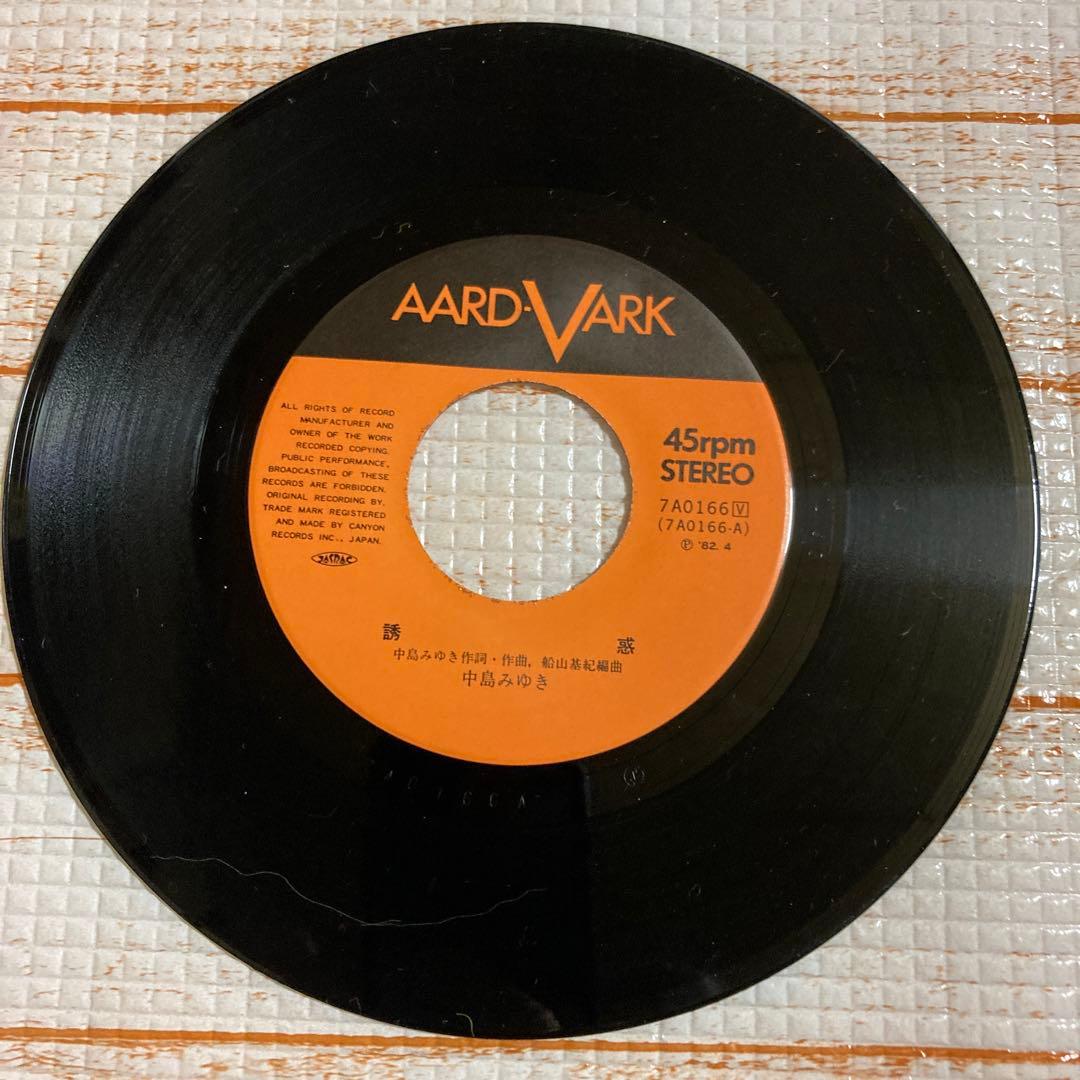 AARD-VARK
ALL RIGHTS OF RECORD
MANUFACTURER AND
OWNER OF THE WORK
RECORDED COPYING.
PUBLIC PERFORMANCE,
BROADCASTING OF THESE
RECORDS ARE FORBIDDEN.
ORIGINAL RECORDING BY,
TRADE MARK REGISTERED
AND MADE BY CANYON
RECORDS INC., JAPAN.
JASRAC
45rpm
STEREO
7A0166 V
(7A0166-A)
Ⓟ '82. 4
誘 惑
中島みゆき作詞・作曲, 船山基紀編曲
中島みゆき